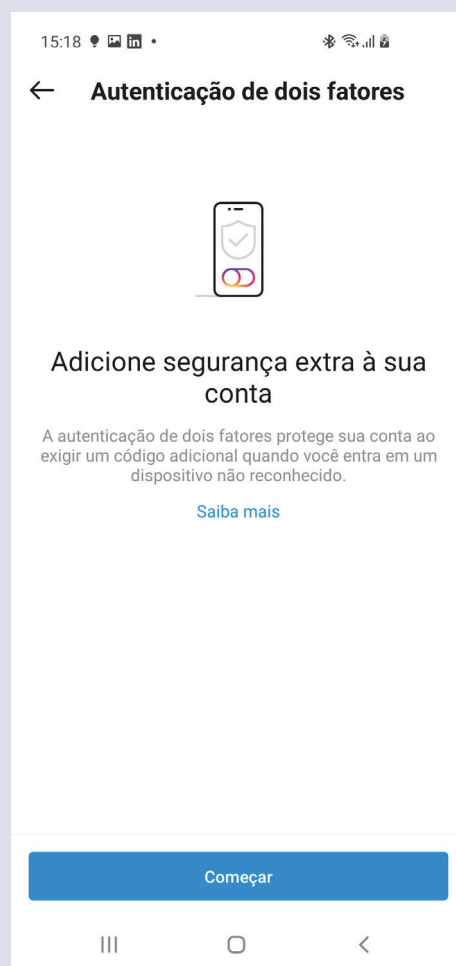 15:18
in
Autenticação de dois fatores
Adicione segurança extra à sua
conta
A autenticação de dois fatores protege sua conta ao
exigir um código adicional quando você entra em um
dispositivo não reconhecido.
Saiba mais
Começar